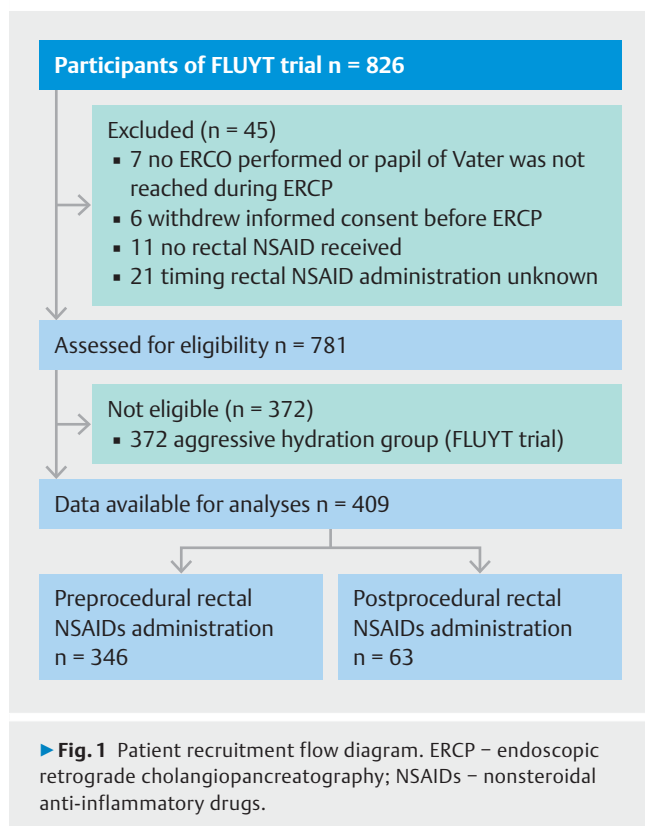 Participants of FLUYT trial n = 826
Excluded (n = 45)
▪ 7 no ERCO performed or papil of Vater was not
reached during ERCP
▪ 6 withdrew informed consent before ERCP
▪ 11 no rectal NSAID received
▪ 21 timing rectal NSAID administration unknown
Assessed for eligibility n = 781
Not eligible (n = 372)
▪ 372 aggressive hydration group (FLUYT trial)
Data available for analyses n = 409
Preprocedural rectal
NSAIDs administration
n = 346
Postprocedural rectal
NSAIDs administration
n = 63
▶Fig. 1 Patient recruitment flow diagram. ERCP – endoscopic
retrograde cholangiopancreatography; NSAIDs – nonsteroidal
anti-inflammatory drugs.